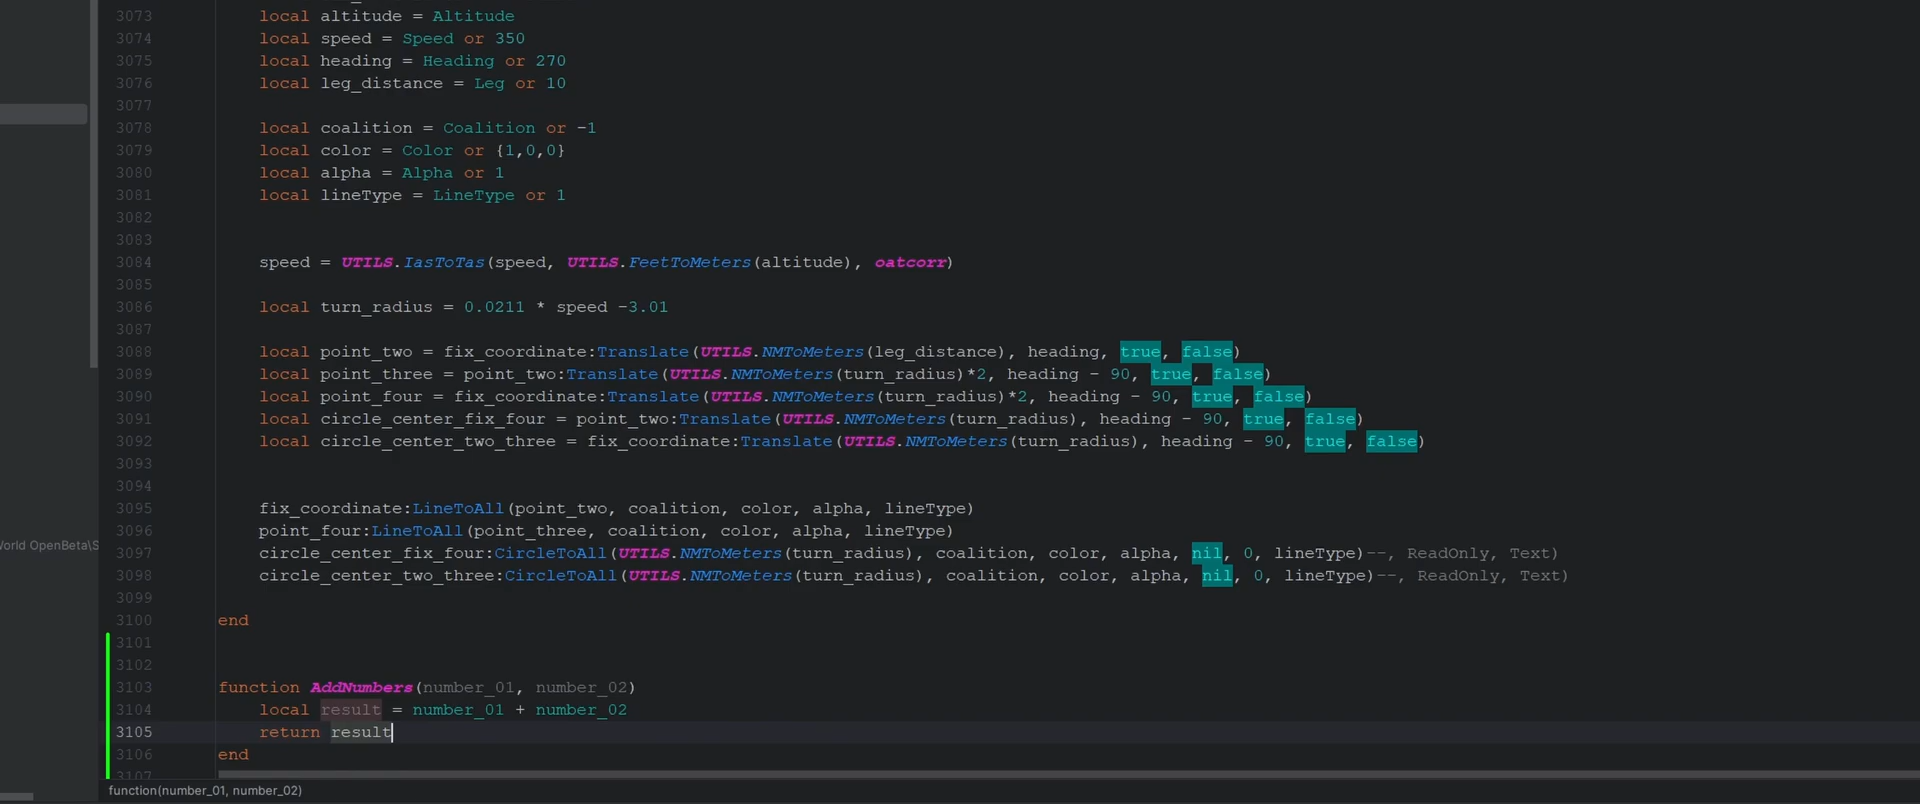 3073 local altitude = Altitude
3074 local speed = Speed or 350
3075 local heading = Heading or 270
3076 local leg_distance = Leg or 10
3077
3078 local coalition = Coalition or -1
3079 local color = Color or {1,0,0}
3080 local alpha = Alpha or 1
3081 local lineType = LineType or 1
3082
3083
3084 speed = UTILS.IasToTas(speed, UTILS.FeetToMeters(altitude), oatcorr)
3085
3086 local turn_radius = 0.0211 * speed -3.01
3087
3088 local point_two = fix_coordinate:Translate(UTILS.NMToMeters(leg_distance), heading, true, false)
3089 local point_three = point_two:Translate(UTILS.NMToMeters(turn_radius)*2, heading - 90, true, false)
3090 local point_four = fix_coordinate:Translate(UTILS.NMToMeters(turn_radius)*2, heading - 90, true, false)
3091 local circle_center_fix_four = point_two:Translate(UTILS.NMToMeters(turn_radius), heading - 90, true, false)
3092 local circle_center_two_three = fix_coordinate:Translate(UTILS.NMToMeters(turn_radius), heading - 90, true, false)
3093
3094
3095 fix_coordinate:LineToAll(point_two, coalition, color, alpha, lineType)
3096 point_four:LineToAll(point_three, coalition, color, alpha, lineType)
World OpenBeta\S
3097 circle_center_fix_four:CircleToAll(UTILS.NMToMeters(turn_radius), coalition, color, alpha, nil, 0, lineType)--, ReadOnly, Text)
3098 circle_center_two_three:CircleToAll(UTILS.NMToMeters(turn_radius), coalition, color, alpha, nil, 0, lineType)--, ReadOnly, Text)
3099
3100 end
3101
3102
3103 function AddNumbers(number_01, number_02)
3104 local result = number_01 + number_02
3105 return result
3106 end
3107
function(number_01, number_02)